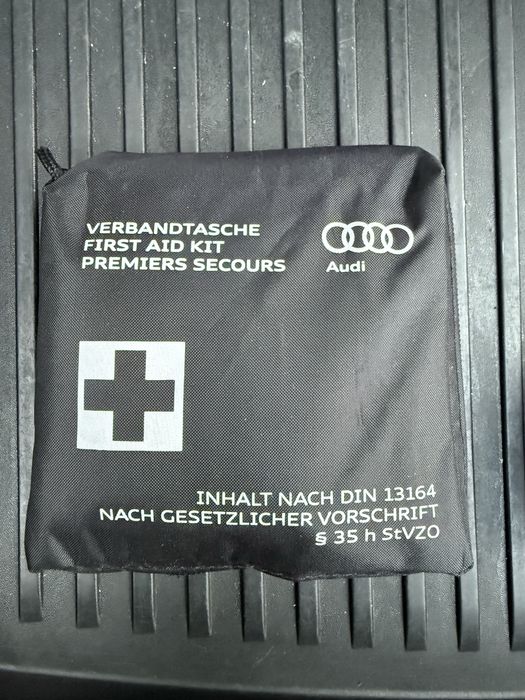 VERBANDTASCHE
FIRST AID KIT
PREMIERS SECOURS
Audi
INHALT NACH DIN 13164
NACH GESETZLICHER VORSCHRIFT
§ 35 h StVZO